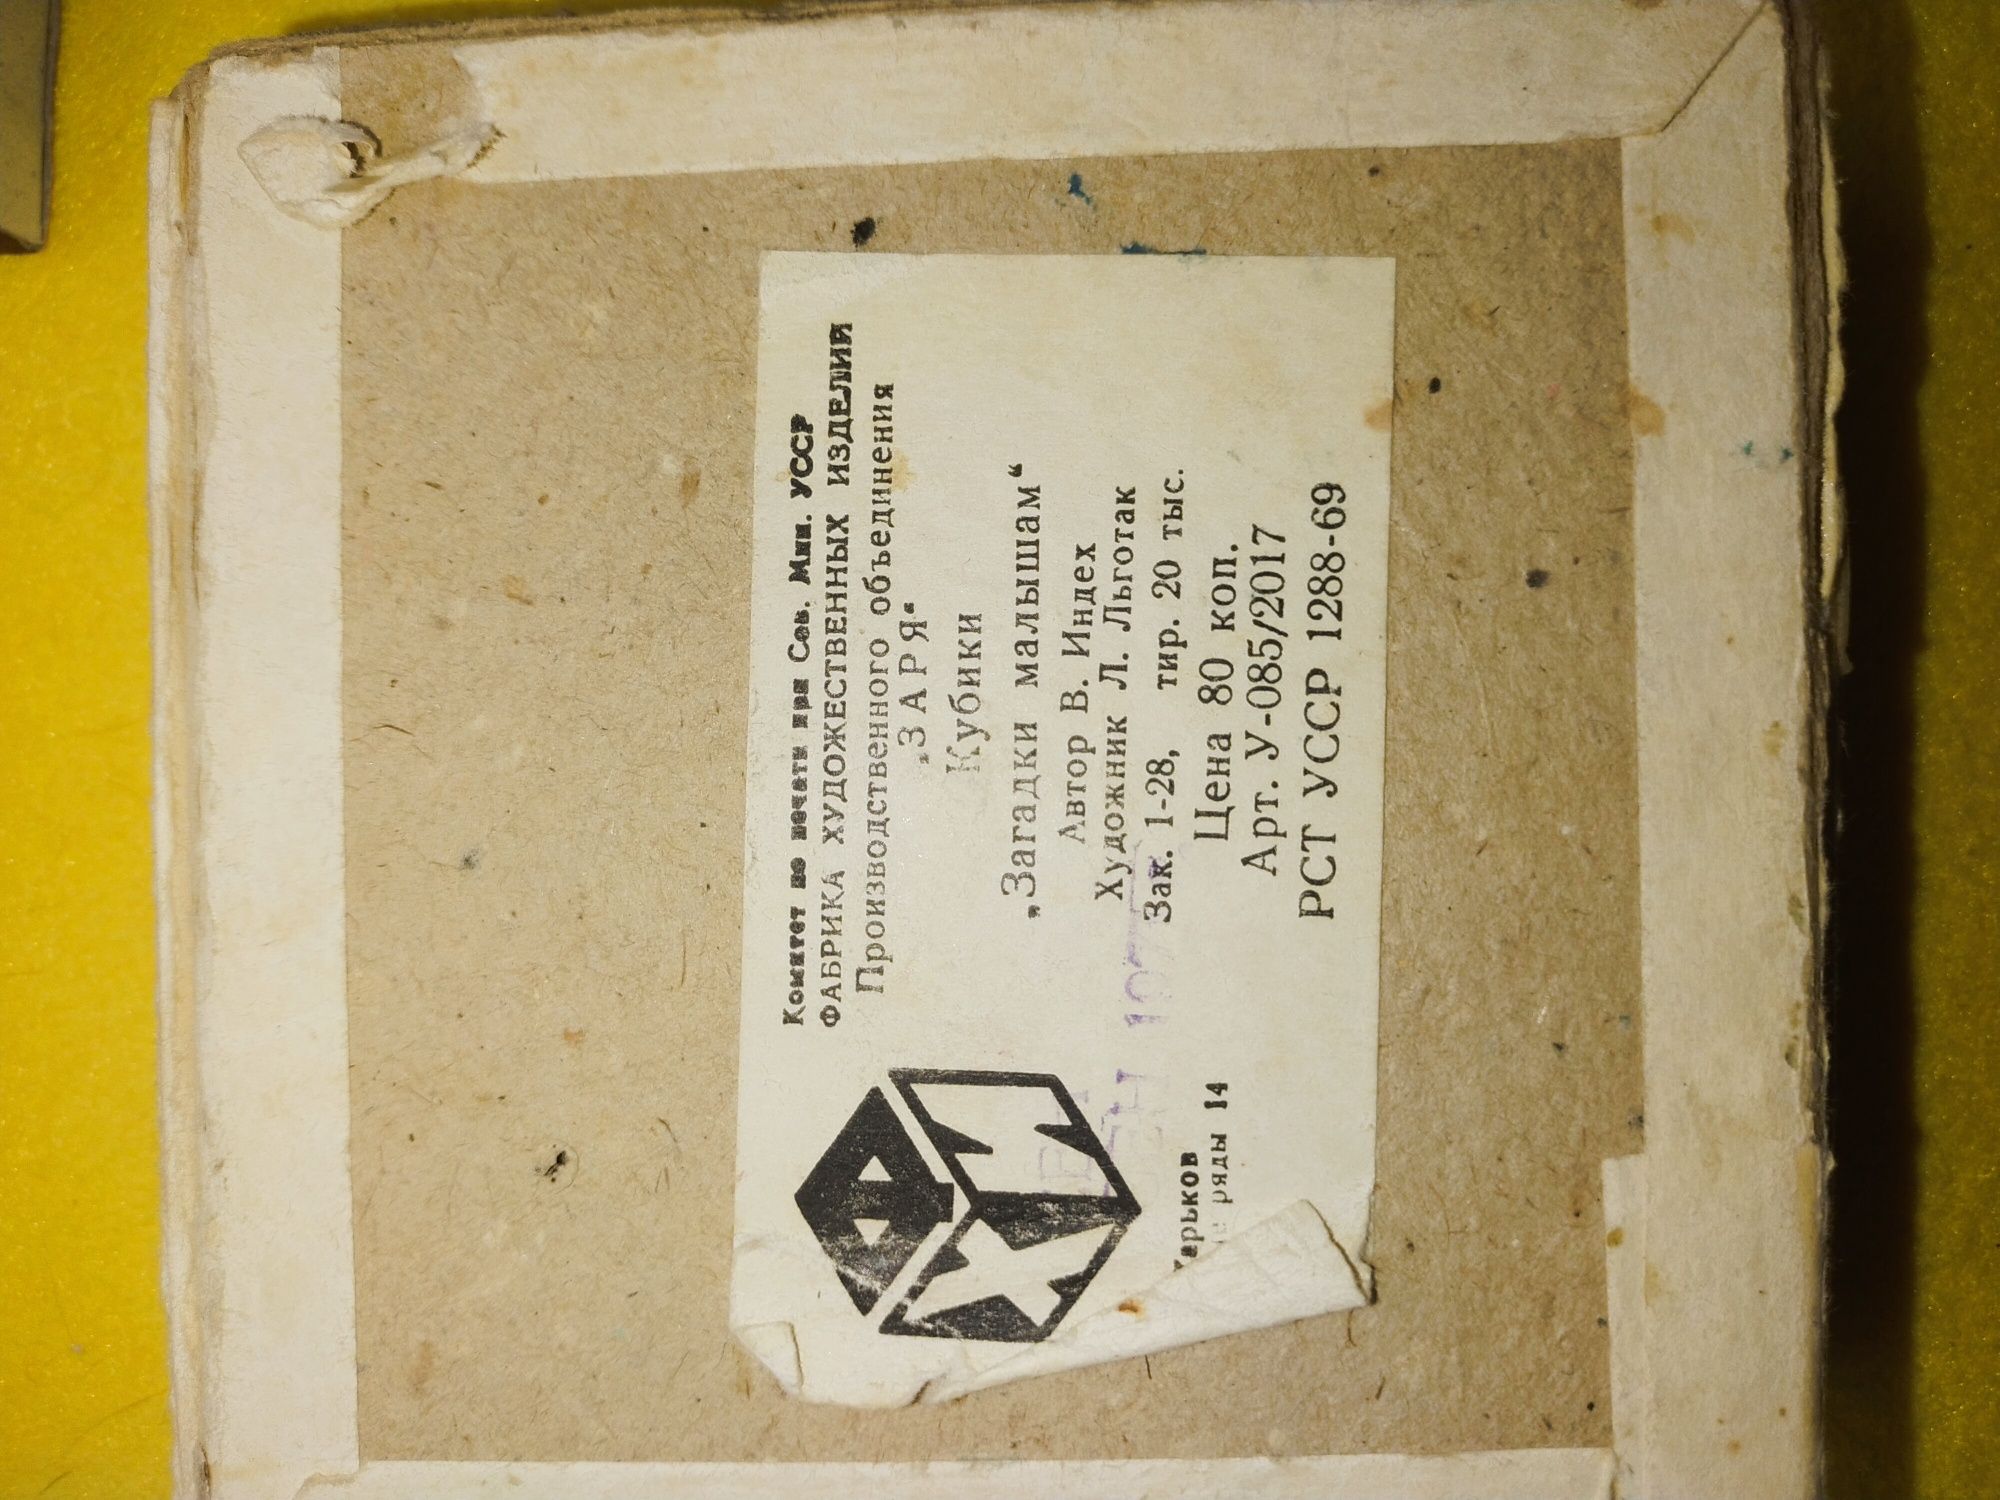 Комитет по печати при Сов. Мин. УССР
ФАБРИКА ХУДОЖЕСТВЕННЫХ ИЗДЕЛИЙ
Производственного объединения
„ЗАРЯ“
Кубики
„Загадки малышам“
Автор В. Индех
Художник Л. Льготак
Зак. 1-28, тир. 20 тыс.
Цена 80 коп.
Арт. У-085/2017
РСТ УССР 1288-69
Харьков
ряды 14